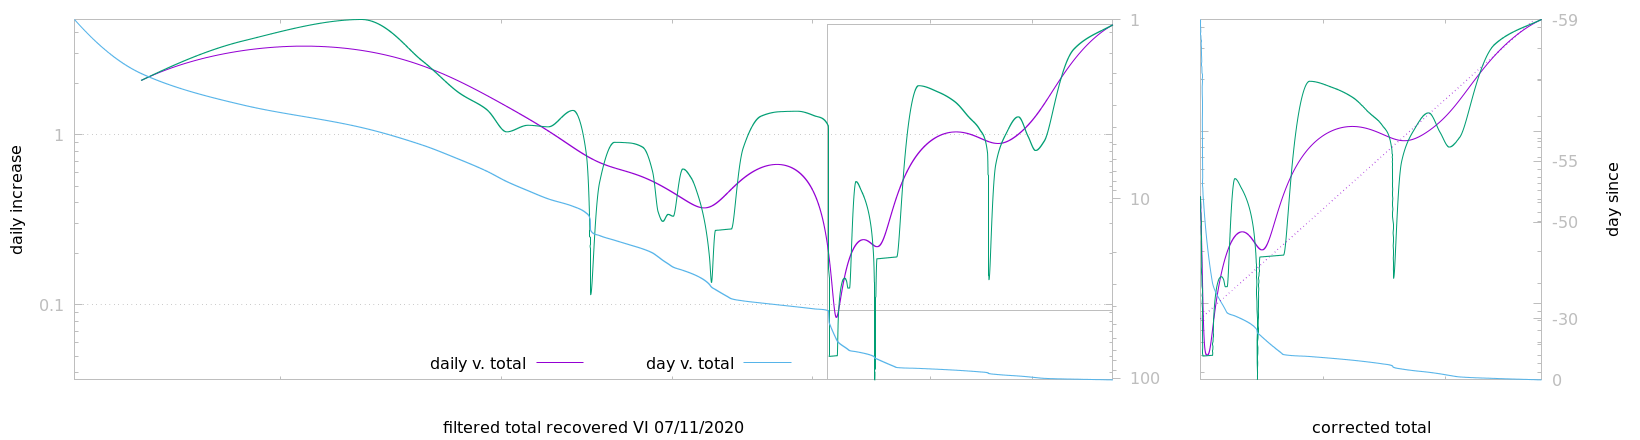 1
-59
1
-55
-50
10
0.1
-30
100
0
daily increase
day since
daily v. total
day v. total
filtered total recovered VI 07/11/2020
corrected total